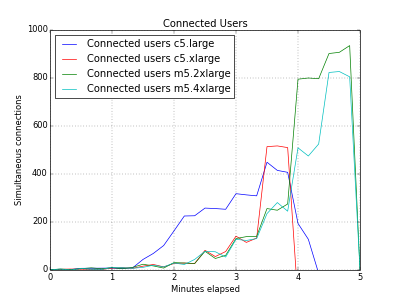 Connected Users
1000
800
600
400
200
0
Simultaneous connections
Connected users c5.large
Connected users c5.xlarge
Connected users m5.2xlarge
Connected users m5.4xlarge
0 1 2 3 4 5
Minutes elapsed